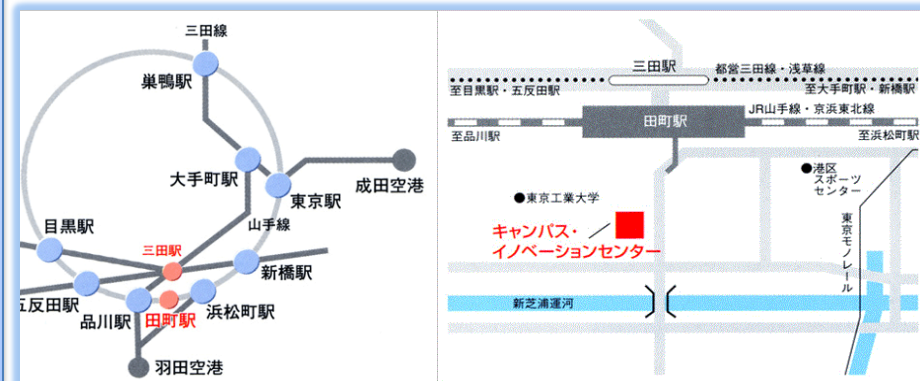 三田線
巣鴨駅
大手町駅
東京駅
成田空港
山手線
目黒駅
三田駅
新橋駅
五反田駅
品川駅
田町駅
浜松町駅
羽田空港
三田駅
都営三田線・浅草線
至目黒駅・五反田駅
至大手町駅・新橋駅
田町駅
JR山手線・京浜東北線
至品川駅
至浜松町駅
港区
スポーツ
センター
東京工業大学
キャンパス・
イノベーションセンター
東京モノレール
新芝浦運河